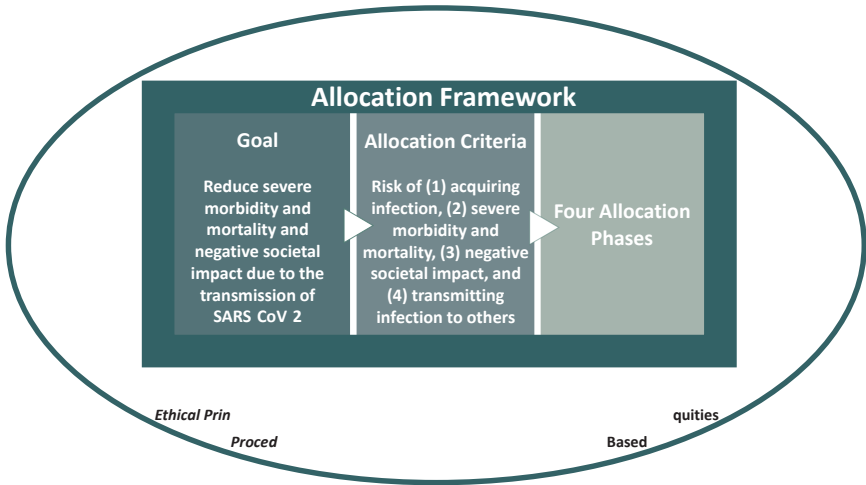 Allocation Framework
Goal
Reduce severe
morbidity and
mortality and
negative societal
impact due to the
transmission of
SARS CoV 2
Allocation Criteria
Risk of (1) acquiring
infection, (2) severe
morbidity and
mortality, (3) negative
societal impact, and
(4) transmitting
infection to others
Four Allocation
Phases
Ethical Prin quities
Proced Based